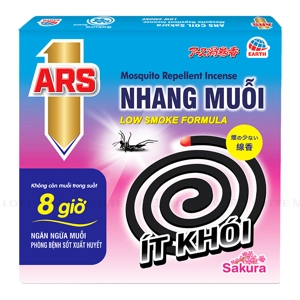 ARS COIL Sakura
ARS 1
アース渦巻香
EARTH
Mosquito Repellent Incense
NHANG MUỖI
LOW SMOKE FORMULA
煙の少ない
線香
Không còn muỗi trong suốt
8 giờ
NGĂN NGỪA MUỖI
PHÒNG BỆNH SỐT XUẤT HUYẾT
ÍT KHÓI
Sakura